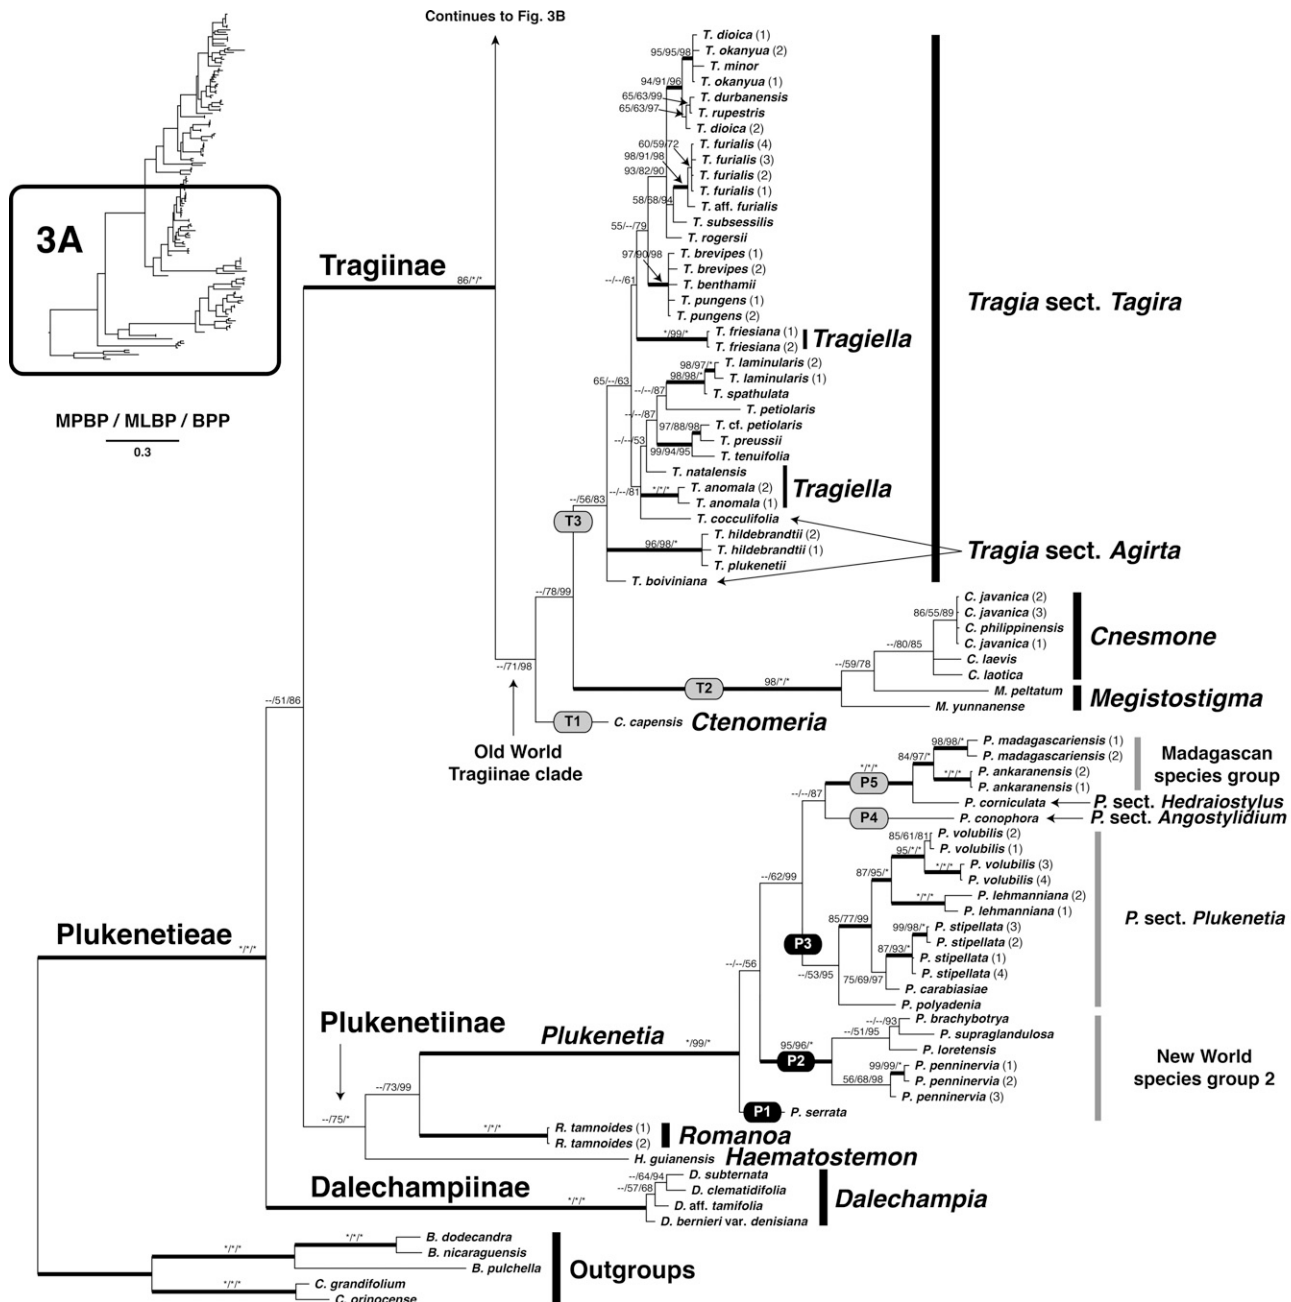 Continues to Fig. 3B
3A
MPBP / MLBP / BPP
0.3
Tragiinae
86/*/*
T. dioica (1)
T. okanyua (2)
T. minor
T. okanyua (1)
T. durbanensis
T. rupestris
T. dioica (2)
T. furialis (4)
T. furialis (3)
T. furialis (2)
T. furialis (1)
T. aff. furialis
T. subsessilis
T. rogersii
T. brevipes (1)
T. brevipes (2)
T. benthamii
T. pungens (1)
T. pungens (2)
T. friesiana (1)
T. friesiana (2)
T. laminularis (2)
T. laminularis (1)
T. spathulata
T. petiolaris
T. cf. petiolaris
T. preussii
T. tenuifolia
T. natalensis
T. anomala (2)
T. anomala (1)
T. cocculifolia
T. hildebrandtii (2)
T. hildebrandtii (1)
T. plukenetii
T. boiviniana
95/95/98
94/91/96
65/63/99
65/63/97
60/59/72
98/91/98
93/82/90
58/68/94
55/--/79
97/90/98
--/--/61
*/99/*
98/97/*
98/98/*
65/--/63
--/--/87
--/--/87
97/88/98
--/--/53
99/94/95
--/--/81
*/*/*
--/56/83
96/98/*
Tragiella
Tragiella
Tragia sect. Tagira
Tragia sect. Agirta
T3
--/78/99
C. javanica (2)
C. javanica (3)
C. philippinensis
C. javanica (1)
C. laevis
C. laotica
M. peltatum
M. yunnanense
86/55/89
--/80/85
--/59/78
98/*/*
T2
Cnesmone
Megistostigma
--/71/98
T1
C. capensis
Ctenomeria
Old World
Tragiinae clade
--/51/86
P. madagascariensis (1)
P. madagascariensis (2)
P. ankaranensis (2)
P. ankaranensis (1)
P. corniculata
P. conophora
98/98/*
84/97/*
*/*/*
*/*/*
P5
--/--/87
P4
Madagascan
species group
P. sect. Hedraiostylus
P. sect. Angostylidium
P. volubilis (2)
P. volubilis (1)
P. volubilis (3)
P. volubilis (4)
P. lehmanniana (2)
P. lehmanniana (1)
P. stipellata (3)
P. stipellata (2)
P. stipellata (1)
P. stipellata (4)
P. carabiasiae
P. polyadenia
85/61/81
95/*/*
*/*/*
87/95/*
*/*/*
--/62/99
85/77/99
99/98/*
87/93/*
P3
--/53/95
75/69/97
P. sect. Plukenetia
--/--/56
P. brachybotrya
P. supraglandulosa
P. loretensis
P. penninervia (1)
P. penninervia (2)
P. penninervia (3)
--/--/93
--/51/95
95/96/*
P2
99/99/*
56/68/98
New World
species group 2
P1
P. serrata
Plukenetieae
*/*/*
Plukenetiinae
Plukenetia
*/99/*
--/73/99
--/75/*
*/*/*
R. tamnoides (1)
R. tamnoides (2)
Romanoa
H. guianensis
Haematostemon
Dalechampiinae
*/*/*
--/64/94
--/57/68
D. subternata
D. clematidifolia
D. aff. tamifolia
D. bernieri var. denisiana
Dalechampia
*/*/*
*/*/*
*/*/*
B. dodecandra
B. nicaraguensis
B. pulchella
C. grandifolium
C. orinocense
Outgroups